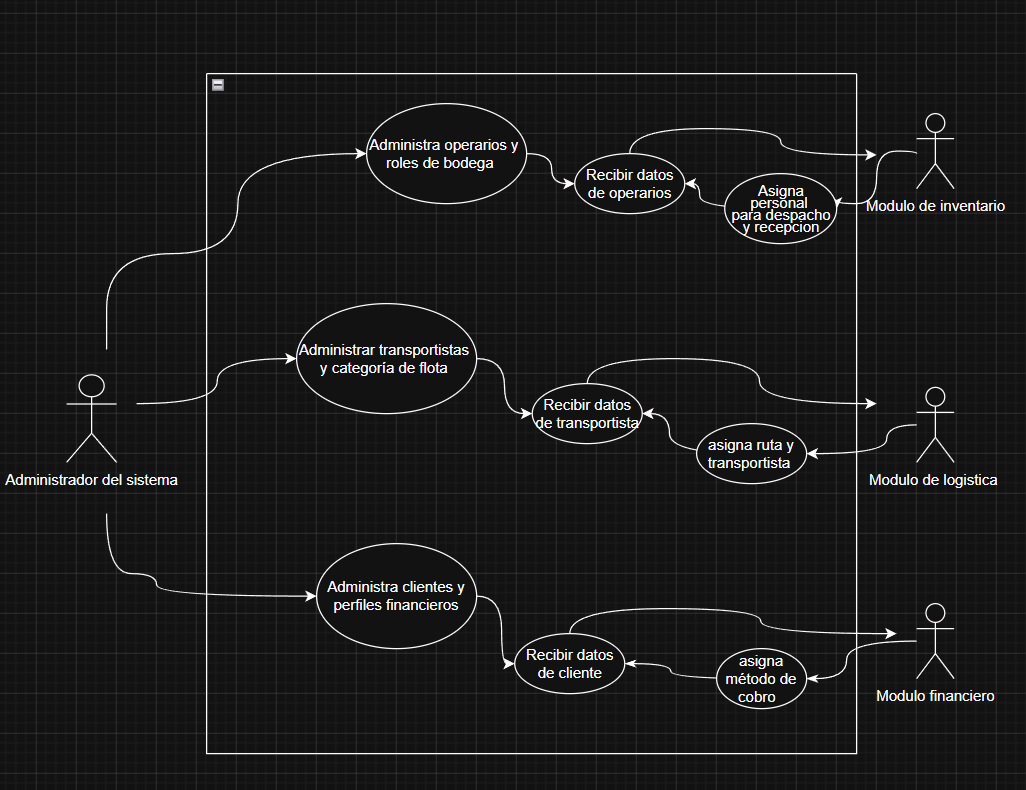 Administra operarios y
roles de bodega
Recibir datos
de operarios
Asigna
personal
para despacho
y recepción
Modulo de inventario
Administrar transportistas
y categoría de flota
Recibir datos
de transportista
asigna ruta y
transportista
Administrador del sistema
Modulo de logistica
Administra clientes y
perfiles financieros
Recibir datos
de cliente
asigna
método de
cobro
Modulo financiero